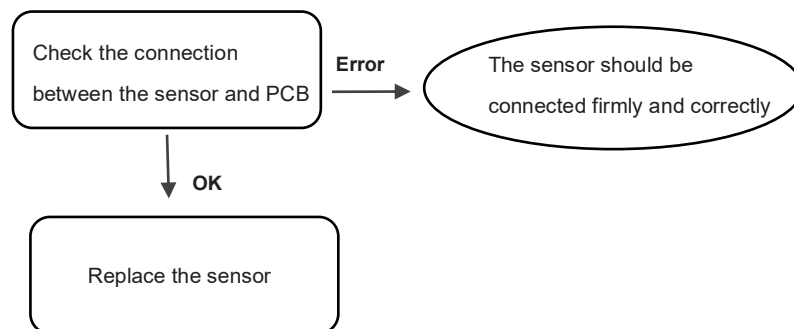 Check the connection
between the sensor and PCB
Error
The sensor should be
connected firmly and correctly
OK
Replace the sensor